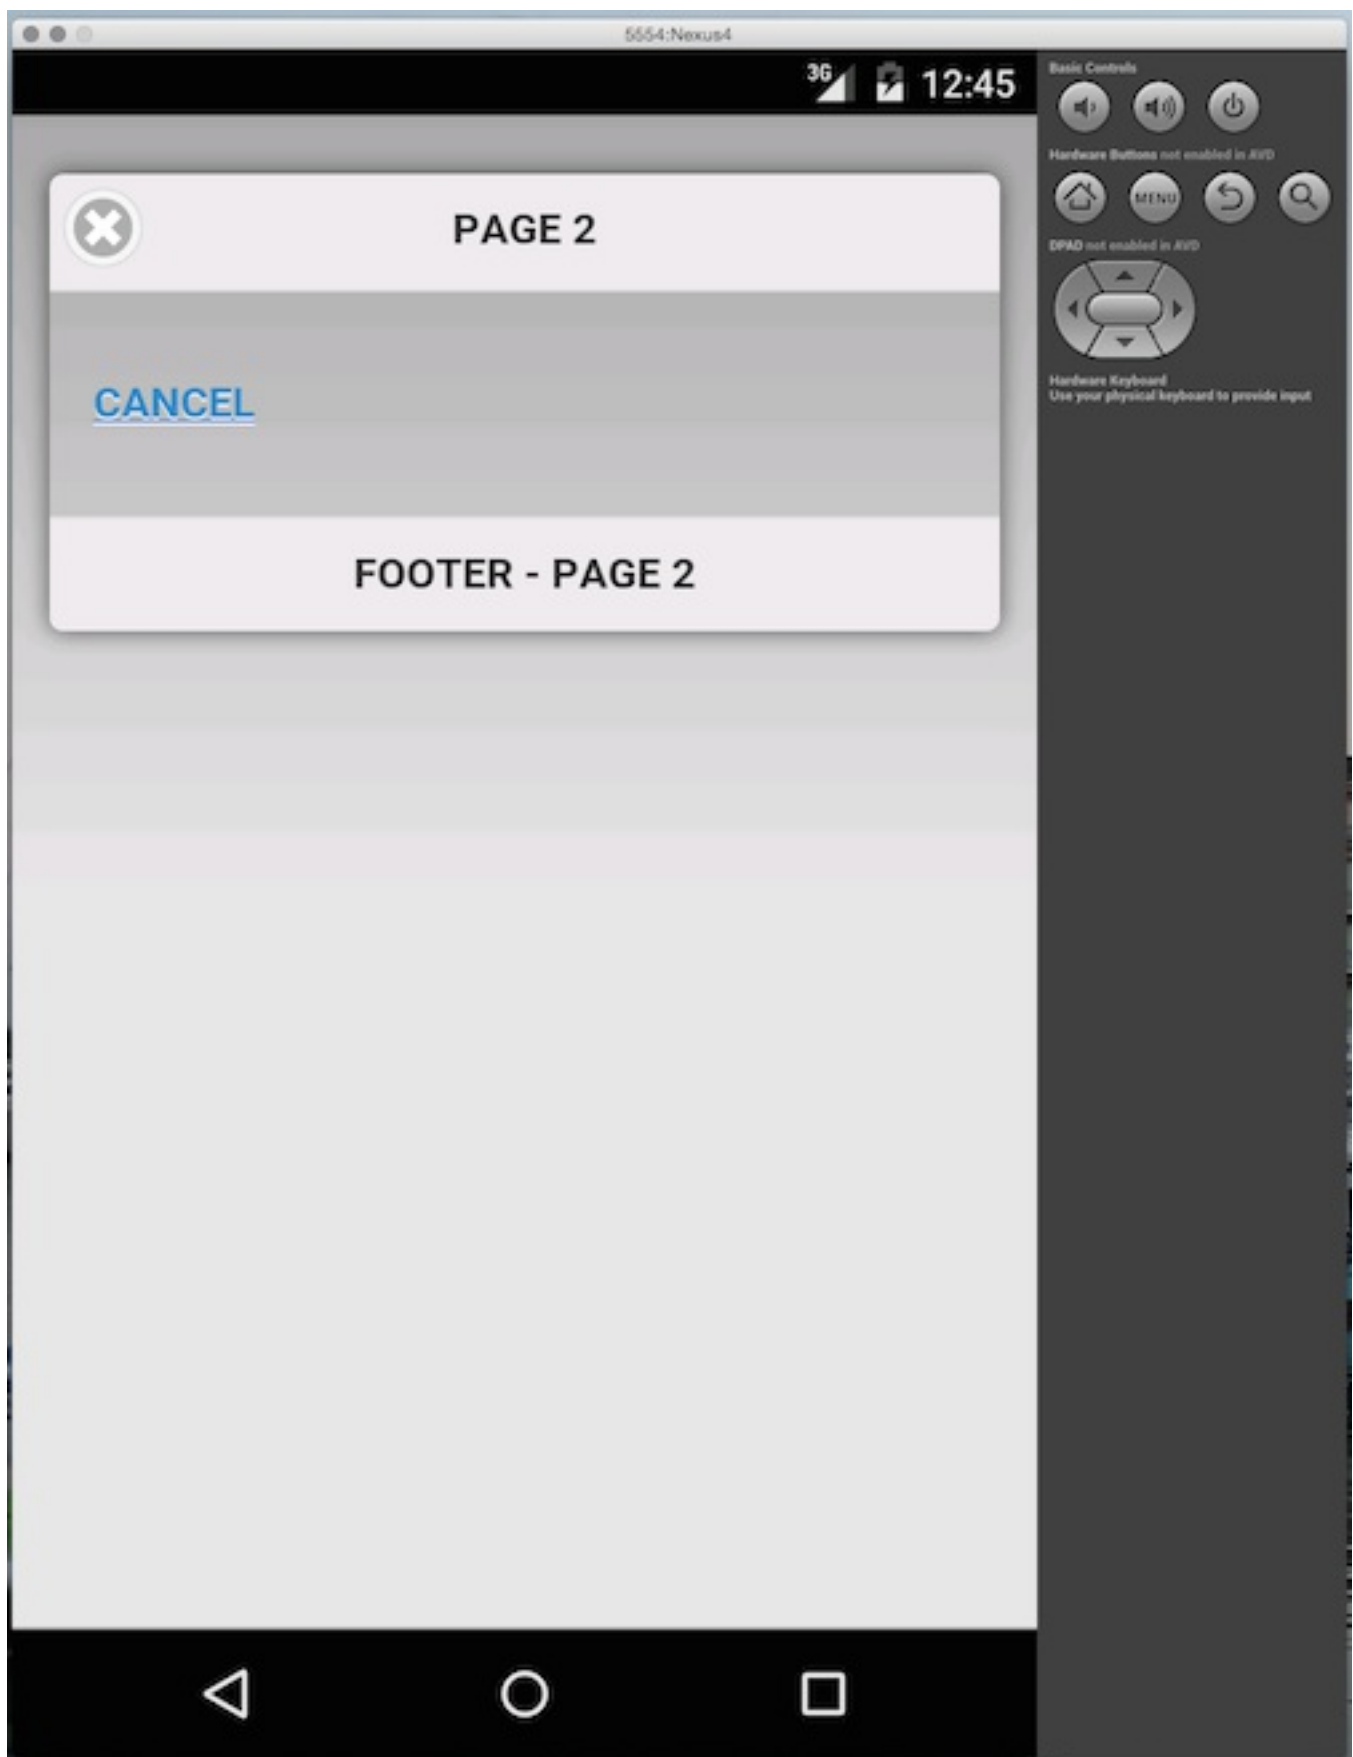 5554:Nexus4
3G 12:45
Basic Controls
Hardware Buttons not enabled in AVD
MENU
PAGE 2
DPAD not enabled in AVD
Hardware Keyboard
Use your physical keyboard to provide input
CANCEL
FOOTER - PAGE 2